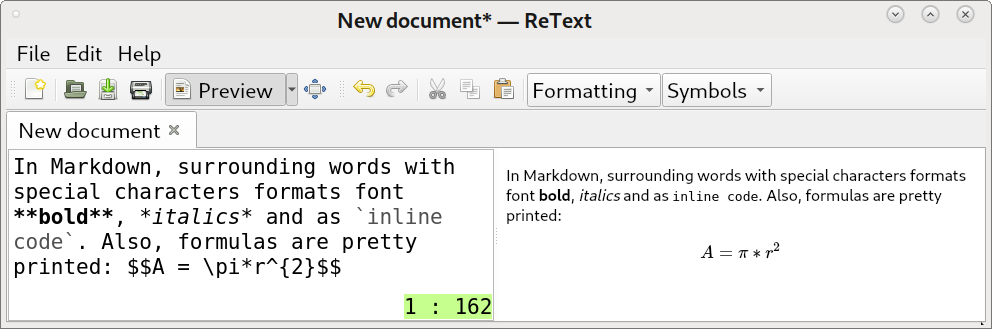 New document* — ReText
File Edit Help
Preview Formatting Symbols
New document
In Markdown, surrounding words with
special characters formats font
**bold**, *italics* and as `inline
code`. Also, formulas are pretty
printed: $$A = \pi*r^{2}$$
1 : 162
In Markdown, surrounding words with special characters formats
font bold, italics and as inline code. Also, formulas are pretty
printed:
A = π ∗ r²